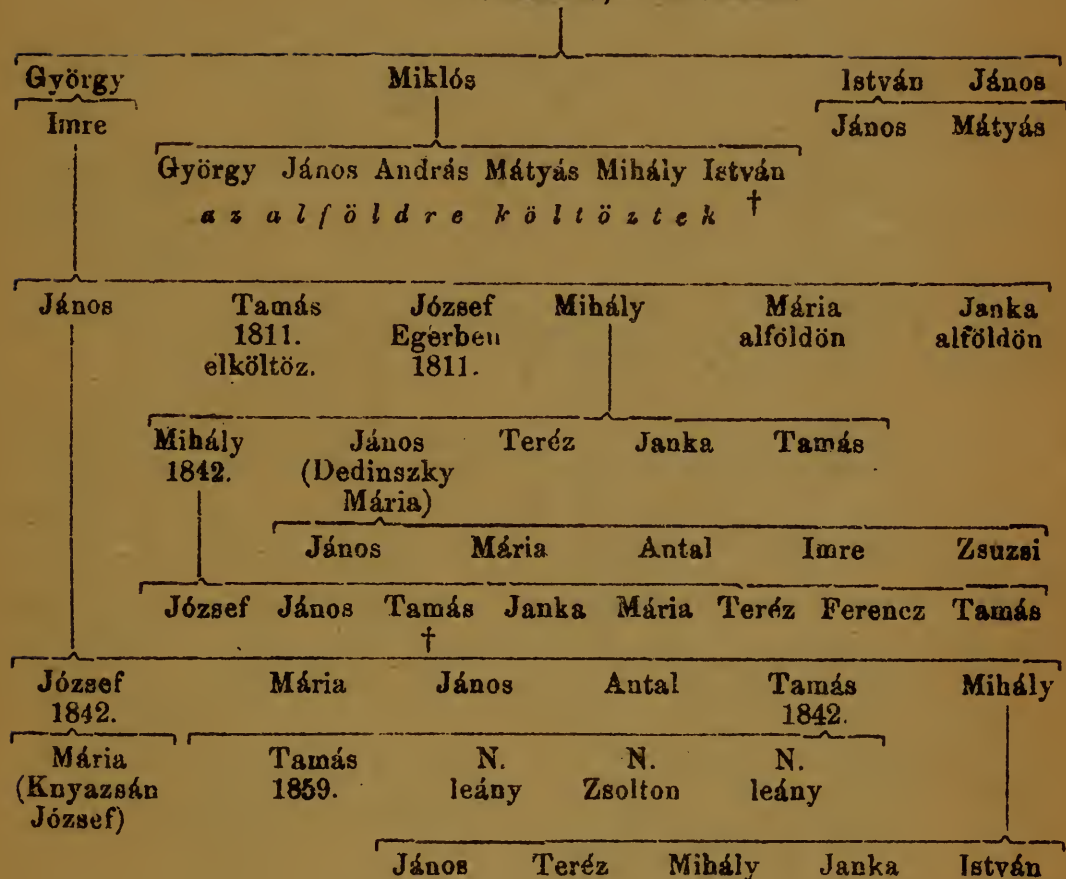 György Miklós István János
Imre János Mátyás
György János András Mátyás Mihály István
az alföldre költöztek †
János Tamás József Mihály Mária Janka
1811. Egerben alföldön alföldön
elköltöz. 1811.
Mihály János Teréz Janka Tamás
1842. (Dedinszky
Mária)
János Mária Antal Imre Zsuzsi
József János Tamás Janka Mária Teréz Ferencz Tamás
†
József Mária János Antal Tamás Mihály
1842. 1842.
Mária Tamás N. N. N.
(Knyazsán 1859. leány Zsolton leány
József)
János Teréz Mihály Janka István